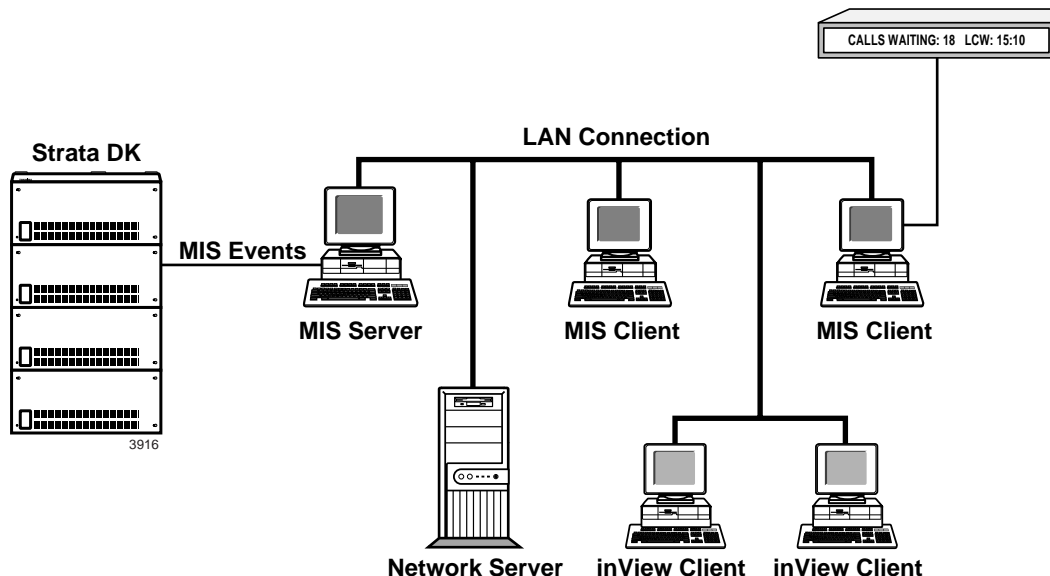 CALLS WAITING: 18 LCW: 15:10
LAN Connection
Strata DK
MIS Events
MIS Server
MIS Client
MIS Client
3916
Network Server
inView Client
inView Client